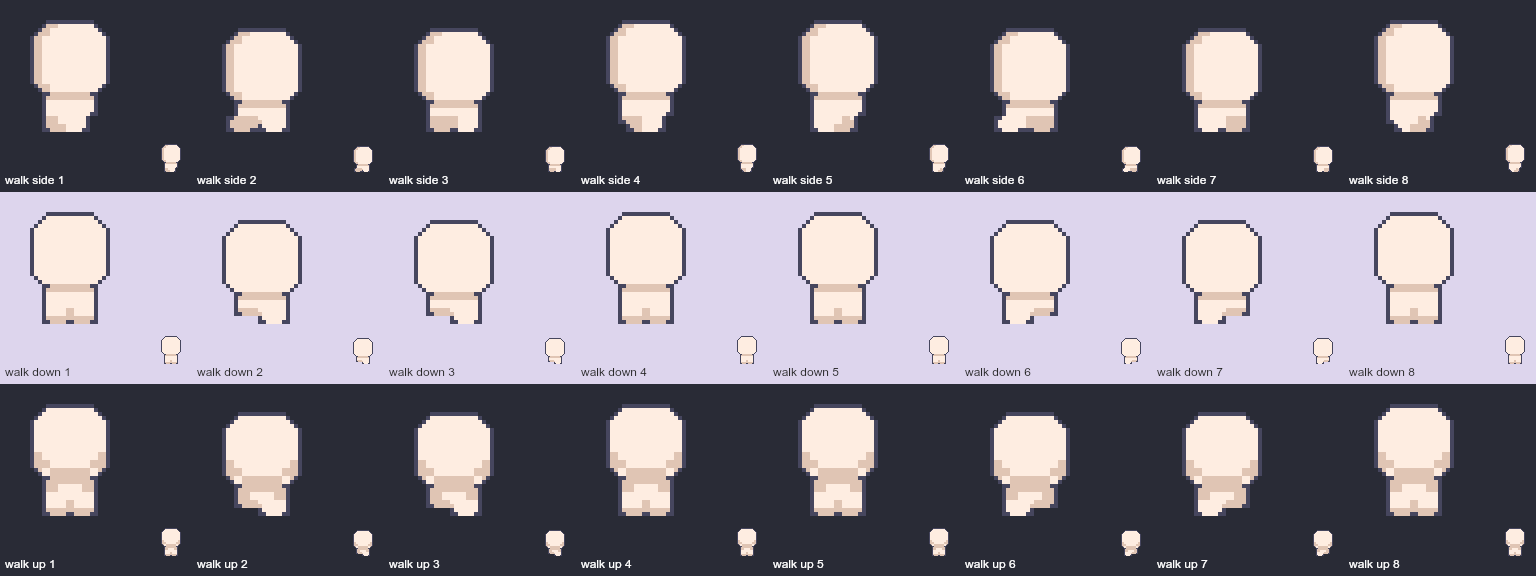 walk side 1
walk side 2
walk side 3
walk side 4
walk side 5
walk side 6
walk side 7
walk side 8
walk down 1
walk down 2
walk down 3
walk down 4
walk down 5
walk down 6
walk down 7
walk down 8
walk up 1
walk up 2
walk up 3
walk up 4
walk up 5
walk up 6
walk up 7
walk up 8